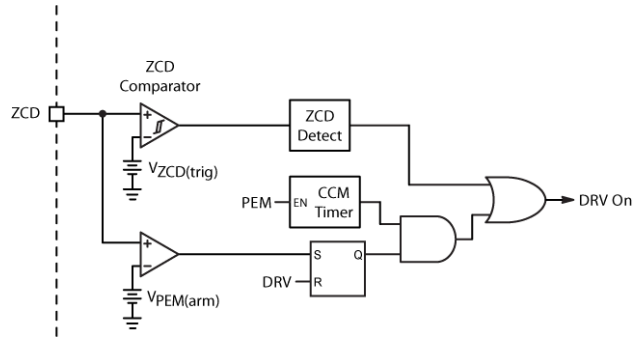 ZCD
Comparator
ZCD
+
−
VZCD(trig)
ZCD
Detect
PEM
EN
CCM
Timer
DRV On
+
−
VPEM(arm)
S
Q
DRV
R